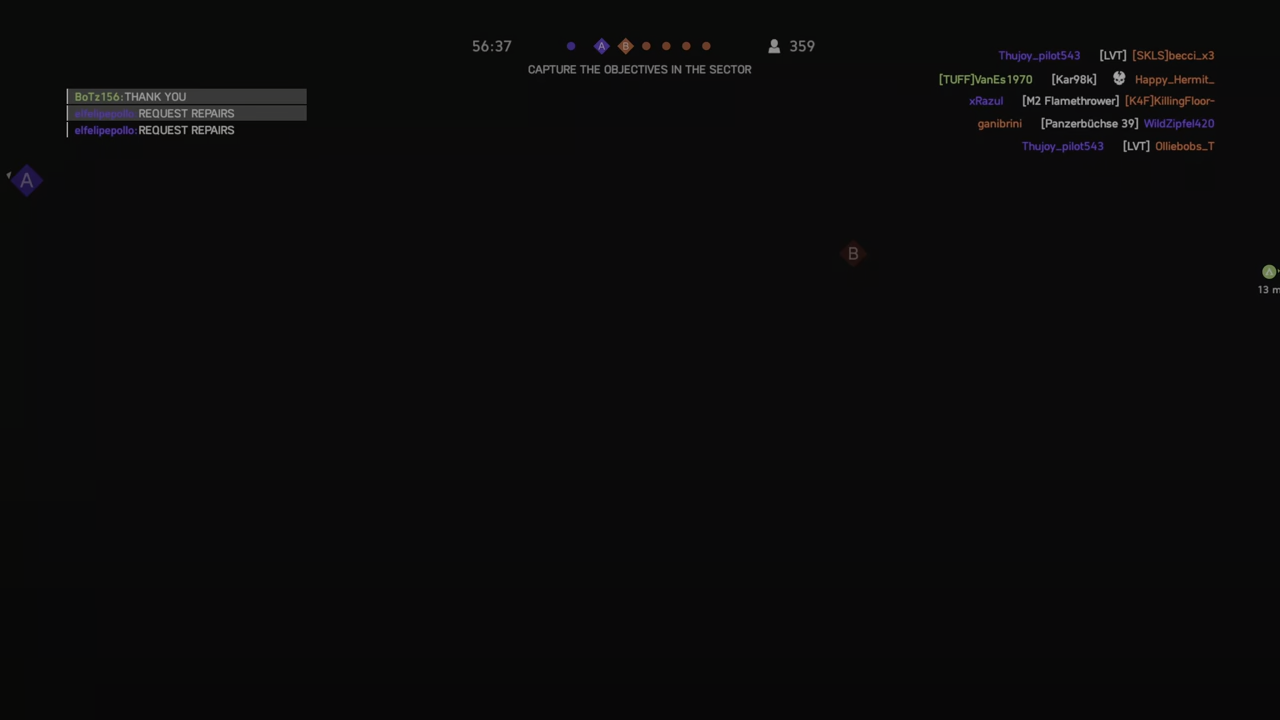 56:37
A
B
359
CAPTURE THE OBJECTIVES IN THE SECTOR
BoTz156:THANK YOU
elfelipepollo:REQUEST REPAIRS
elfelipepollo:REQUEST REPAIRS
Thujoy_pilot543 [LVT] [SKLS]becci_x3
[TUFF]VanEs1970 [Kar98k] Happy_Hermit_
xRazul [M2 Flamethrower] [K4F]KillingFloor~
ganibrini [Panzerbüchse 39] WildZipfel420
Thujoy_pilot543 [LVT] Olliebobs_T
A
B
A
13 m